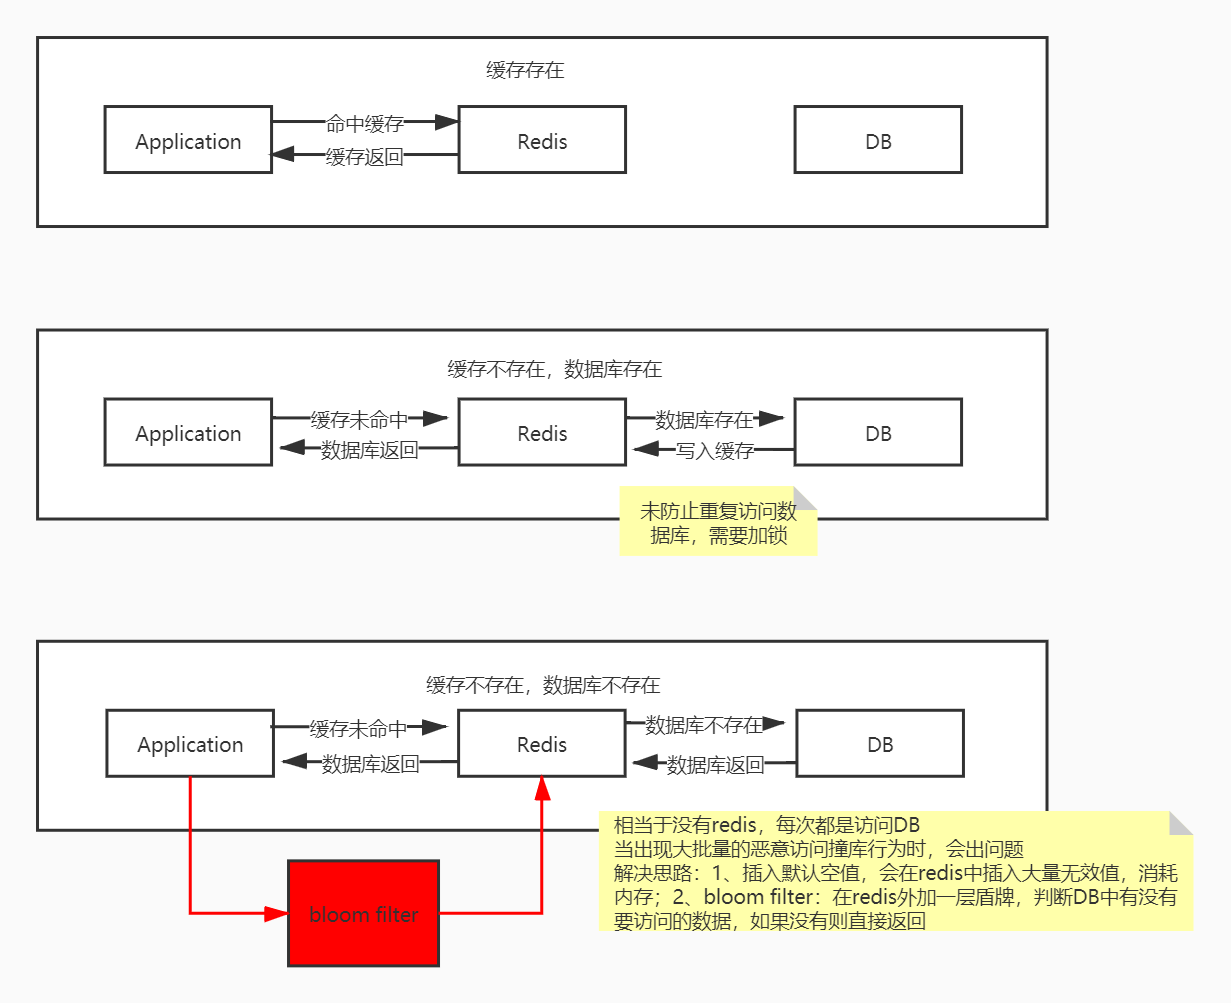 缓存存在
Application
命中缓存
缓存返回
Redis
DB
缓存不存在，数据库存在
Application
缓存未命中
数据库返回
Redis
数据库存在
写入缓存
DB
未防止重复访问数
据库，需要加锁
缓存不存在，数据库不存在
Application
缓存未命中
数据库返回
Redis
数据库不存在
数据库返回
DB
相当于没有redis，每次都是访问DB
当出现大批量的恶意访问撞库行为时，会出问题
解决思路：1、插入默认空值，会在redis中插入大量无效值，消耗
内存；2、bloom filter：在redis外加一层盾牌，判断DB中有没有
要访问的数据，如果没有则直接返回
bloom filter